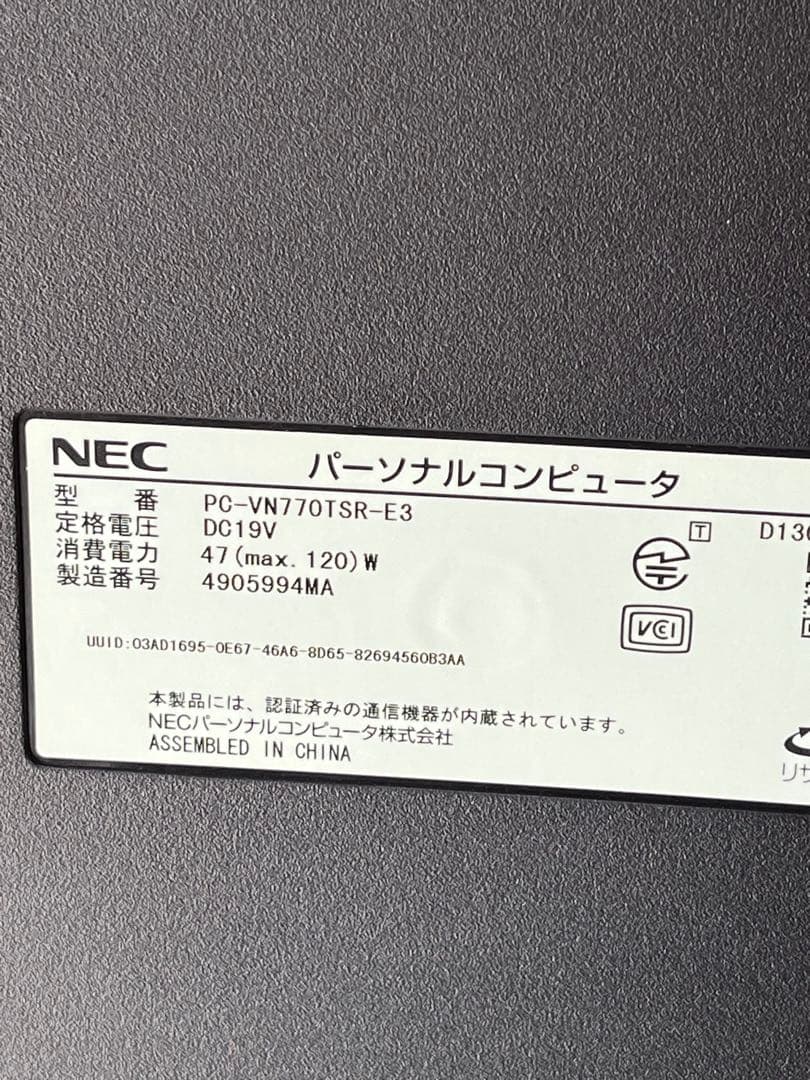 NEC パーソナルコンピュータ
型 番 PC-VN770TSR-E3
定格電圧 DC19V
消費電力 47(max. 120)W
製造番号 4905994MA
T
D13
VCI
UUID:03AD1695-0E67-46A6-8D65-82694560B3AA
本製品には、認証済みの通信機器が内蔵されています。
NECパーソナルコンピュータ株式会社
ASSEMBLED IN CHINA
リサ